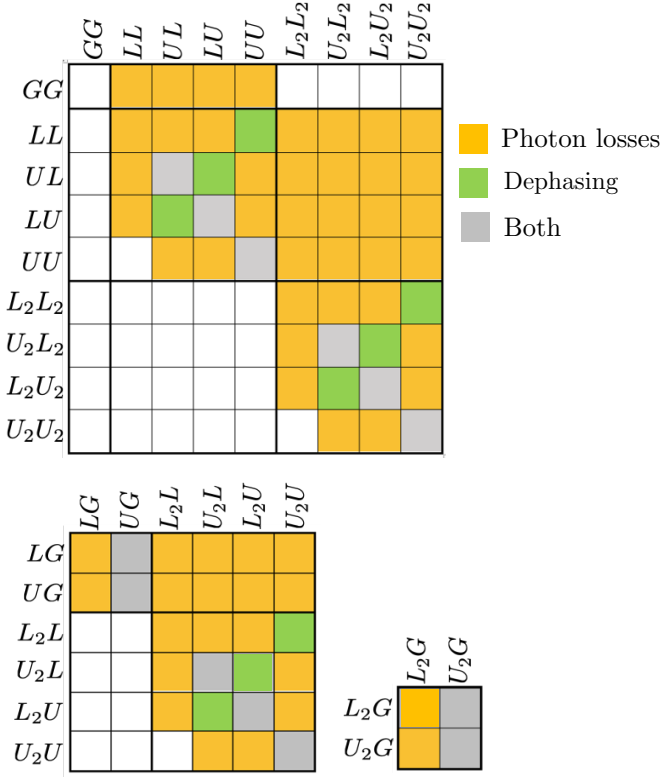 GG LL UL LU UU L₂L₂ U₂L₂ L₂U₂ U₂U₂
GG
LL
UL
LU
UU
L₂L₂
U₂L₂
L₂U₂
U₂U₂
Photon losses
Dephasing
Both
LG UG L₂L U₂L L₂U U₂U
LG
UG
L₂L
U₂L
L₂U
U₂U
L₂G U₂G
L₂G
U₂G